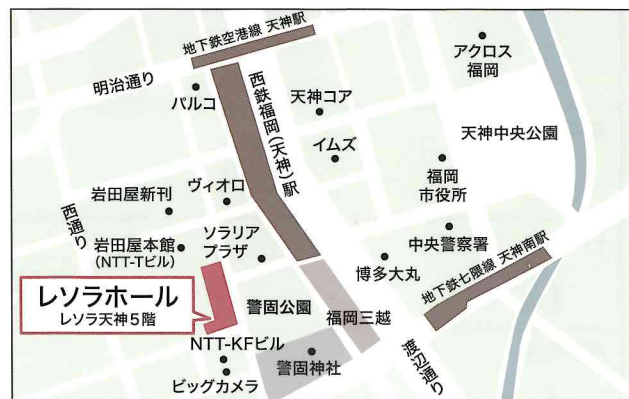 地下鉄空港線 天神駅
アクロス
福岡
明治通り
パルコ
西鉄福岡(天神)駅
天神コア
天神中央公園
イムズ
福岡
市役所
岩田屋新刊
ヴィオロ
西通り
岩田屋本館
(NTT-Tビル)
ソラリア
プラザ
中央警察署
博多大丸
地下鉄七隈線 天神南駅
レソラホール
レソラ天神5階
警固公園
福岡三越
渡辺通り
NTT-KFビル
警固神社
ビッグカメラ